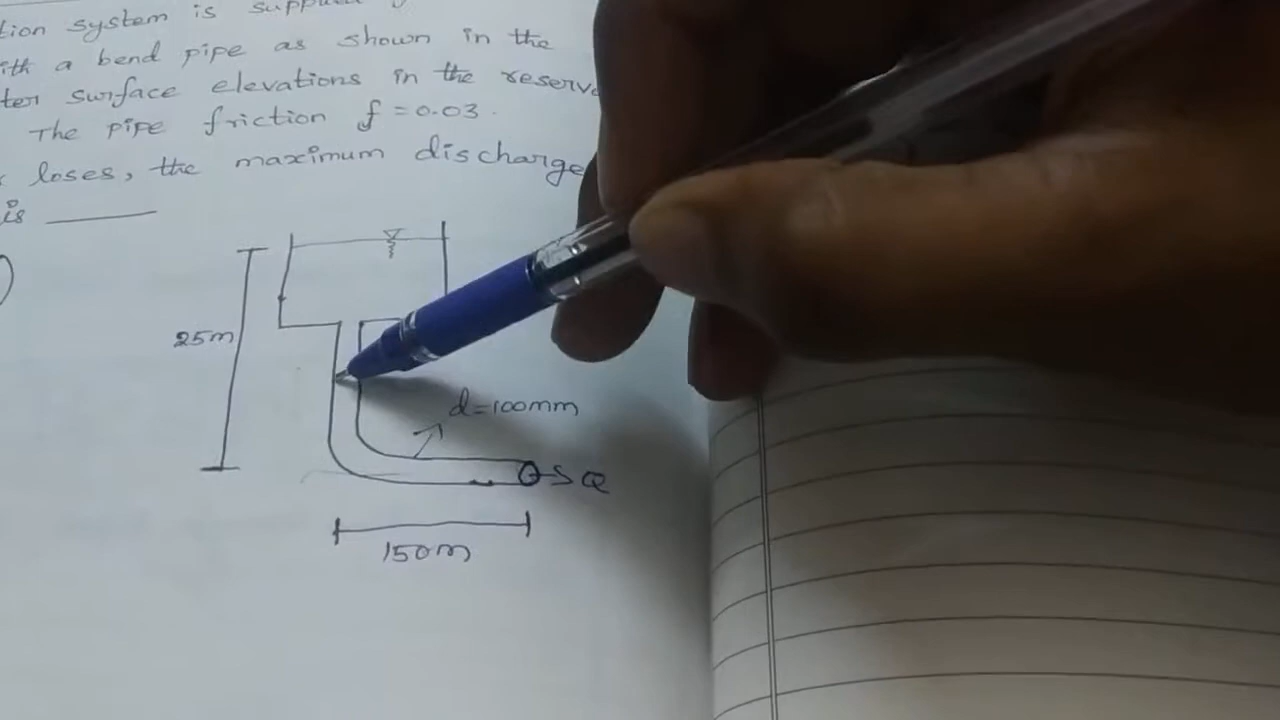 tion system is
ith a bend pipe as shown in the
ter surface elevations in the reserv
The pipe friction f = 0.03.
loses, the maximum discharge
is
25m
d=100mm
Q
150m